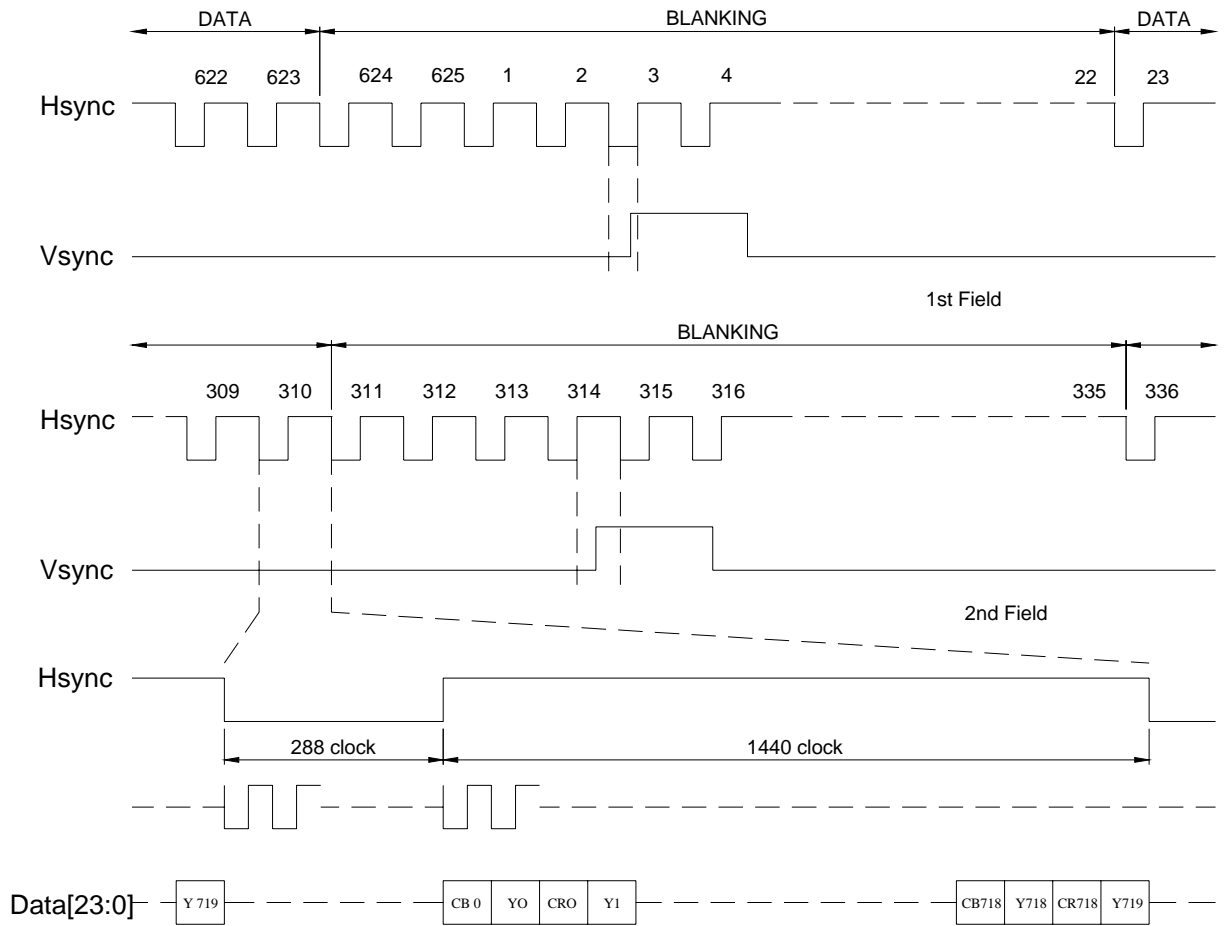 DATA BLANKING DATA
622 623 624 625 1 2 3 4 22 23
Hsync
Vsync
1st Field
BLANKING
309 310 311 312 313 314 315 316 335 336
Hsync
Vsync
2nd Field
Hsync
288 clock 1440 clock
Data[23:0] Y 719 CB 0 YO CRO Y1 CB718 Y718 CR718 Y719